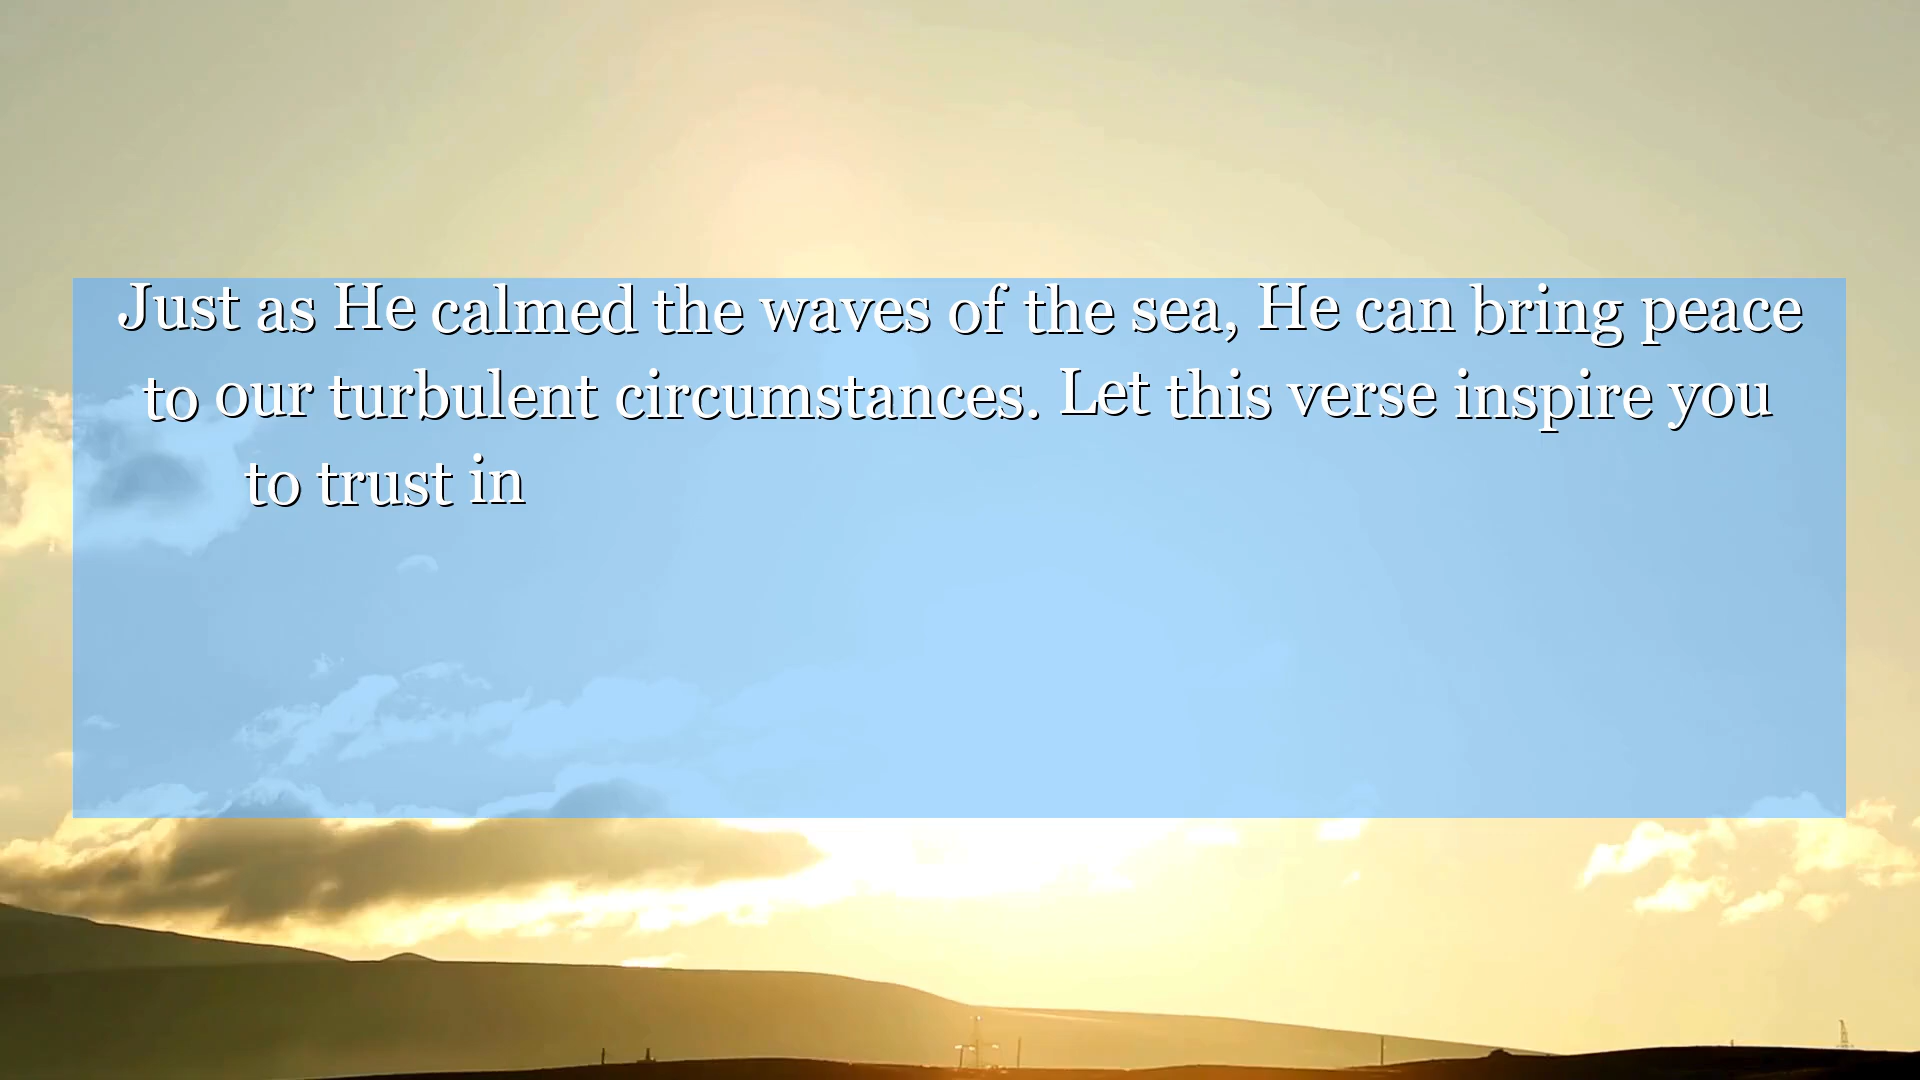 Just as He calmed the waves of the sea, He can bring peace
to our turbulent circumstances. Let this verse inspire you
to trust in